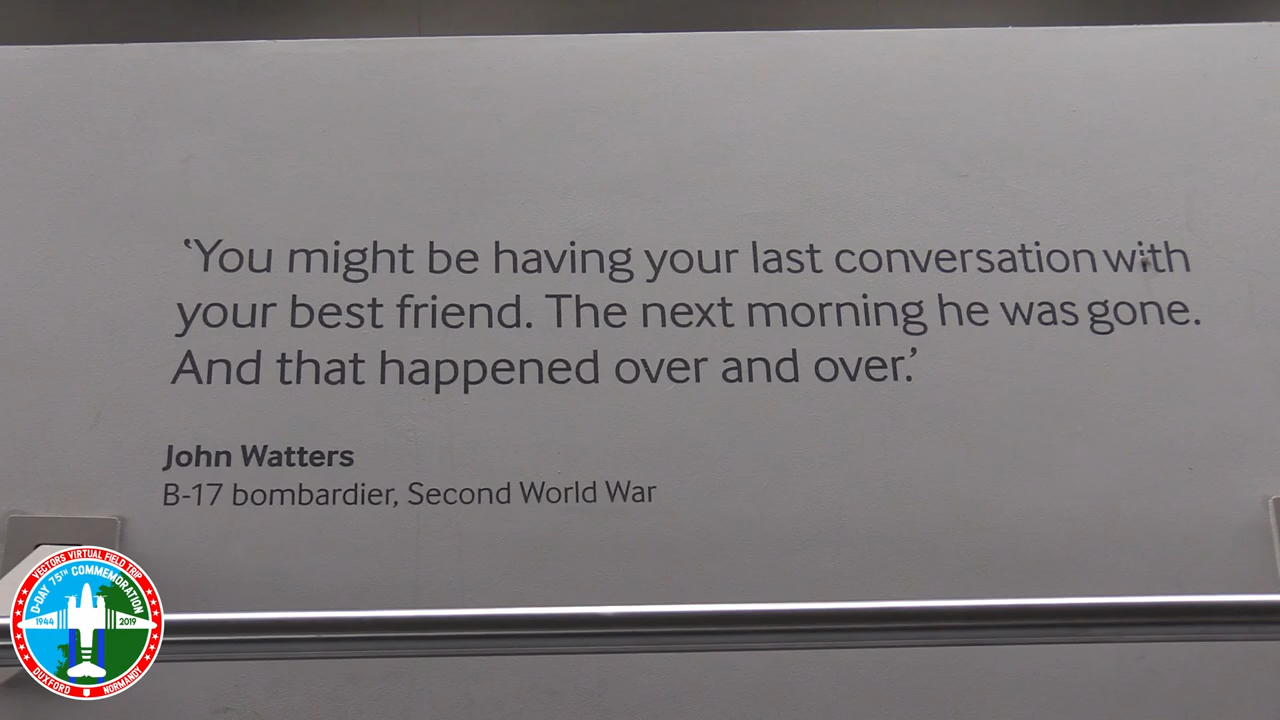 ‘You might be having your last conversation with
your best friend. The next morning he was gone.
And that happened over and over.’
John Watters
B-17 bombardier, Second World War
VECTORS VIRTUAL FIELD TRIP
D-DAY 75TH COMMEMORATION
1944 2019
DUXFORD NORMANDY